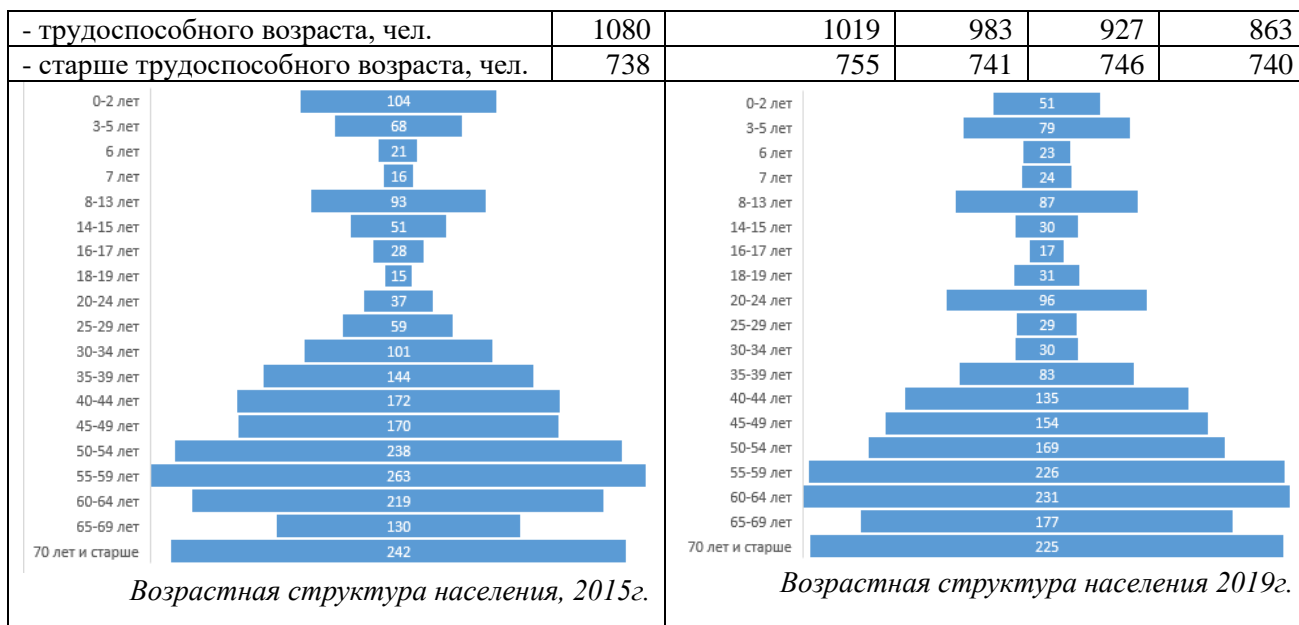 - трудоспособного возраста, чел. 1080 1019 983 927 863
- старше трудоспособного возраста, чел. 738 755 741 746 740
0-2 лет 104
3-5 лет 68
6 лет 21
7 лет 16
8-13 лет 93
14-15 лет 51
16-17 лет 28
18-19 лет 15
20-24 лет 37
25-29 лет 59
30-34 лет 101
35-39 лет 144
40-44 лет 172
45-49 лет 170
50-54 лет 238
55-59 лет 263
60-64 лет 219
65-69 лет 130
70 лет и старше 242
Возрастная структура населения, 2015г.
0-2 лет 51
3-5 лет 79
6 лет 23
7 лет 24
8-13 лет 87
14-15 лет 30
16-17 лет 17
18-19 лет 31
20-24 лет 96
25-29 лет 29
30-34 лет 30
35-39 лет 83
40-44 лет 135
45-49 лет 154
50-54 лет 169
55-59 лет 226
60-64 лет 231
65-69 лет 177
70 лет и старше 225
Возрастная структура населения 2019г.